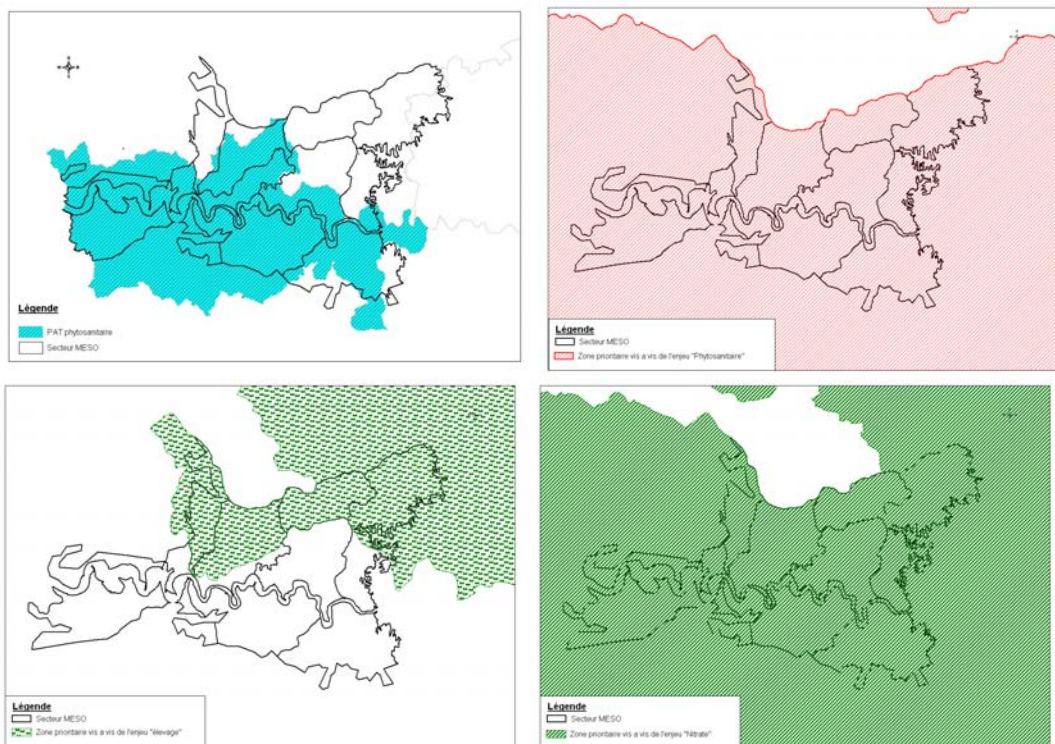 Légende
PAT phytosanitaire
Secteur MESO
Légende
Secteur MESO
Zone prioritaire vis a vis de l'enjeu "Phytosanitaire"
Légende
Secteur MESO
Zone prioritaire vis a vis de l'enjeu "élevage"
Légende
Secteur MESO
Zone prioritaire vis a vis de l'enjeu "Nitrate"